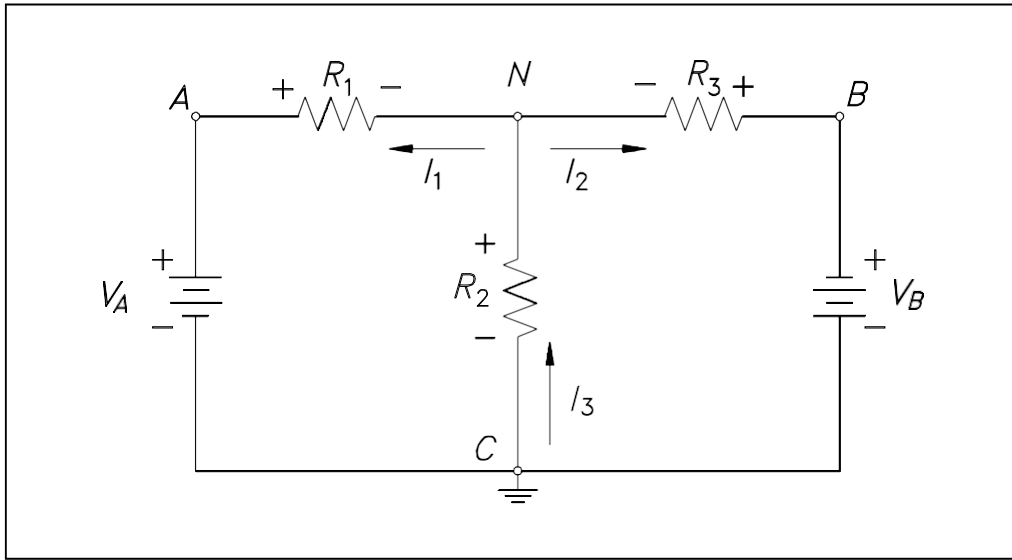 A + R1 - N - R3 + B
I1 I2
+ + +
VA R2 VB
- - -
I3
C